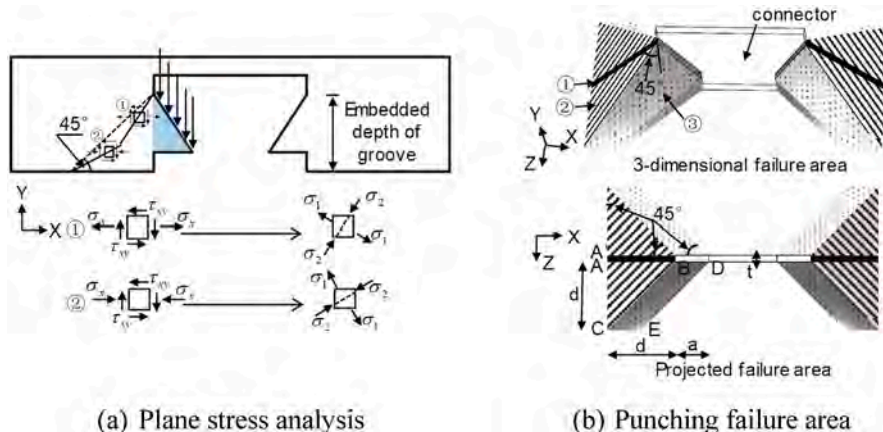 ①
②
45°
Embedded
depth of
groove
Y
X
① σx τxy τxy σx σ1 σ2 σ2 σ1
② σx τxy τxy σx σ1 σ2 σ2 σ1
(a) Plane stress analysis
connector
①
②
45°
③
Y
X
Z
3-dimensional failure area
45°
X
Z
A
A
B
D
t
d
C
E
d
a
Projected failure area
(b) Punching failure area